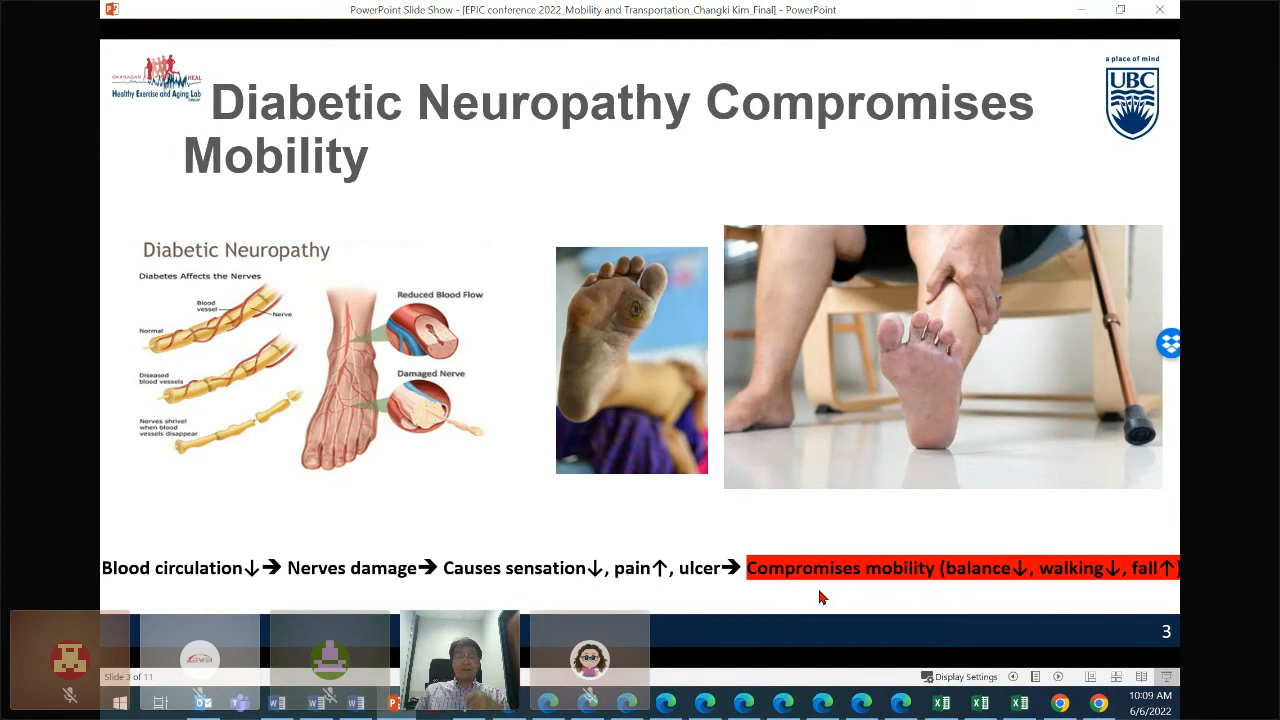 PowerPoint Slide Show - [EPIC conference 2022_Mobility and Transportation_Changki Kim_Final] - PowerPoint
OKANAGAN HEAL
Healthy Exercise and Aging Lab
GROUP
a place of mind
UBC
Diabetic Neuropathy Compromises
Mobility
Diabetic Neuropathy
Diabetes Affects the Nerves
Blood
vessel
Nerve
Normal
Diseased
blood vessels
Nerves shrivel
when blood
vessels disappear
Reduced Blood Flow
Damaged Nerve
Blood circulation↓➔ Nerves damage➔ Causes sensation↓, pain↑, ulcer➔ Compromises mobility (balance↓, walking↓, fall↑)
3
Slide 3 of 11
Display Settings
10:09 AM
6/6/2022